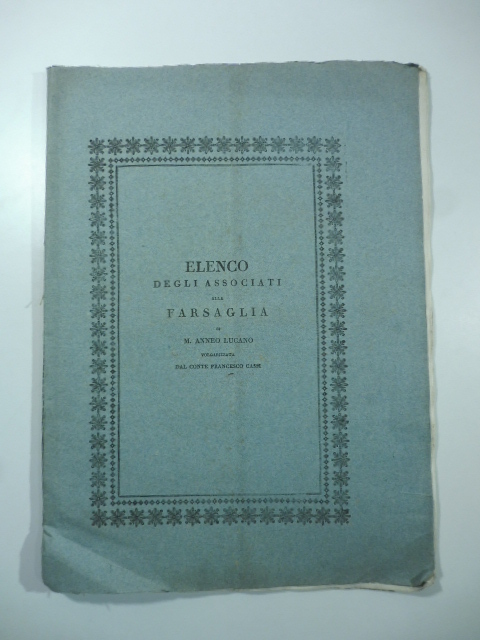 ELENCO
DEGLI ASSOCIATI
ALLA
FARSAGLIA
DI
M. ANNEO LUCANO
VOLGARIZZATA
DAL CONTE FRANCESCO CASSI